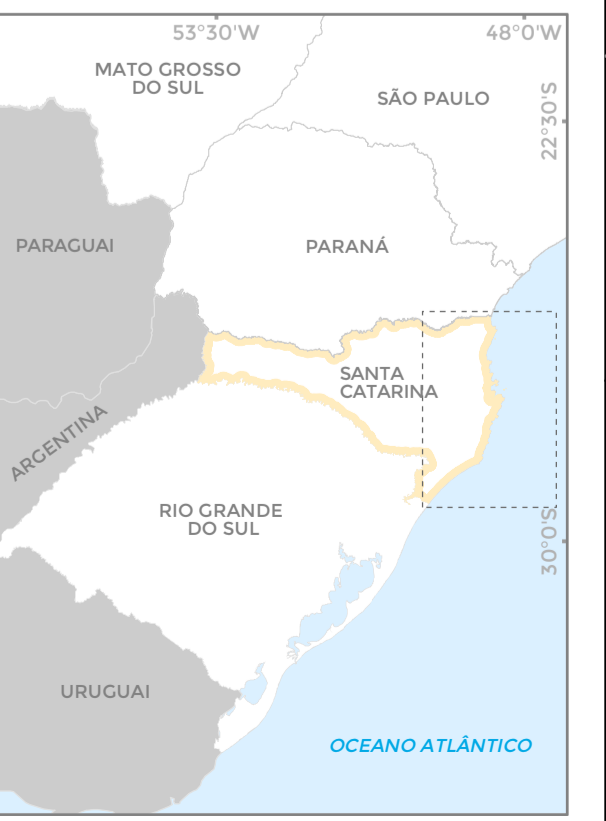 53°30'W
48°0'W
MATO GROSSO
DO SUL
SÃO PAULO
22°30'S
PARAGUAI
PARANÁ
SANTA
CATARINA
ARGENTINA
RIO GRANDE
DO SUL
30°0'S
URUGUAI
OCEANO ATLÂNTICO